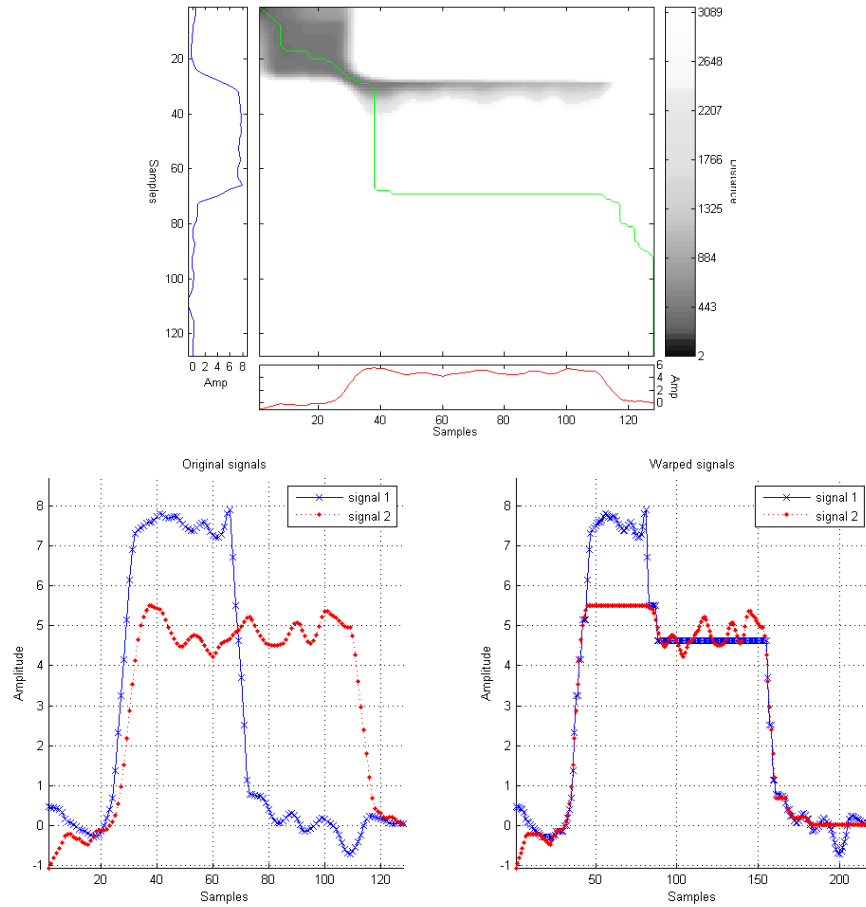 20
40
60
80
100
120
Samples
0 2 4 6 8
Amp
3089
2648
2207
1766
1325
884
443
2
Distance
6
4
2
0
Amp
20 40 60 80 100 120
Samples
Original signals
signal 1
signal 2
8
7
6
5
4
3
2
1
0
-1
Amplitude
20 40 60 80 100 120
Samples
Warped signals
signal 1
signal 2
8
7
6
5
4
3
2
1
0
-1
Amplitude
50 100 150 200
Samples